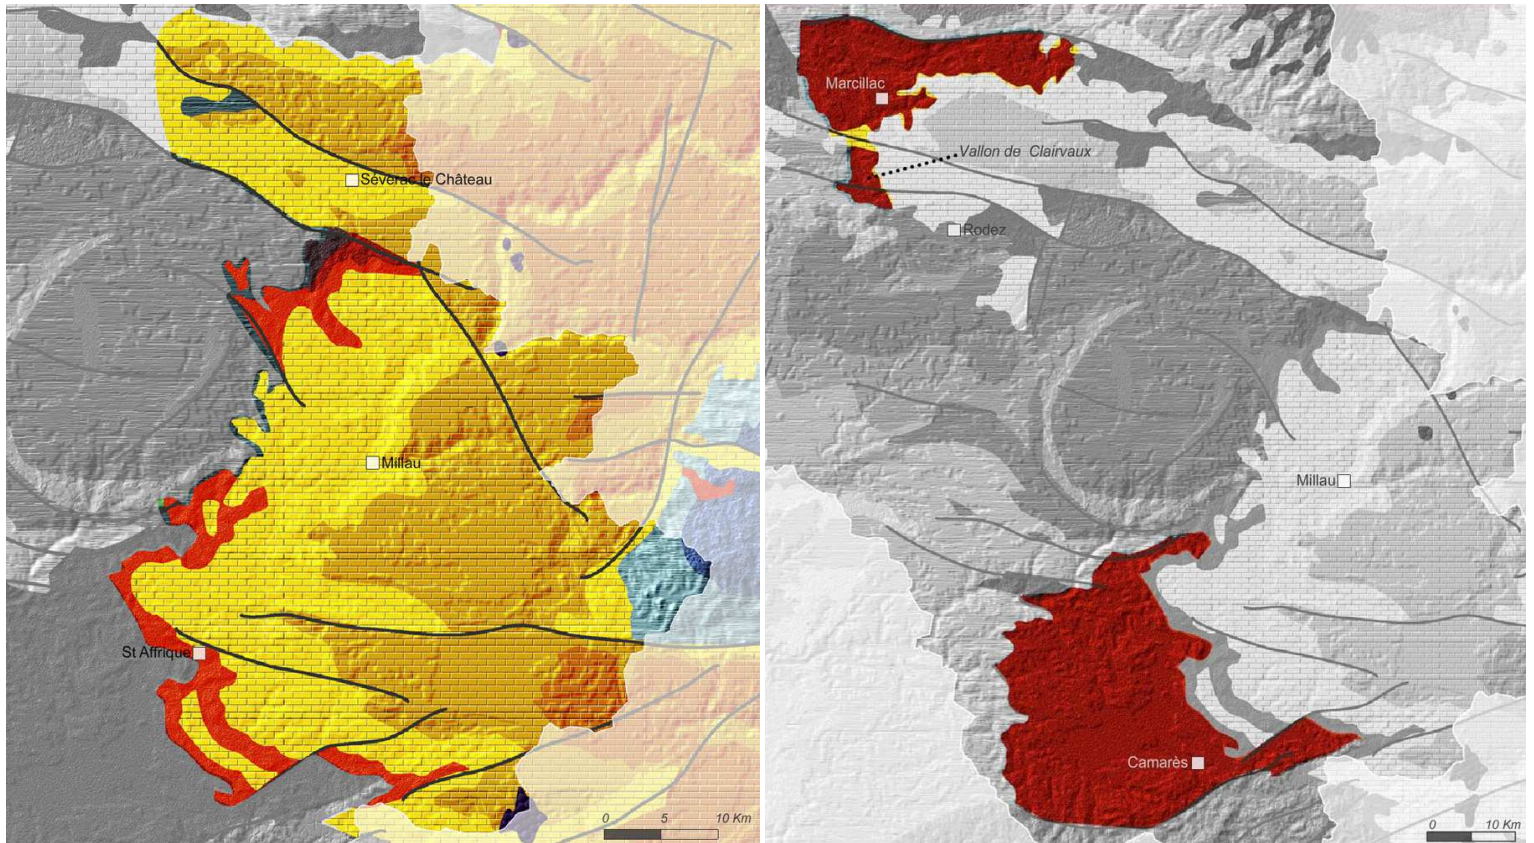 Séverac le Château
Millau
St Affrique
0 5 10 Km
Marcillac
Vallon de Clairvaux
Rodez
Millau
Camarès
0 10 Km